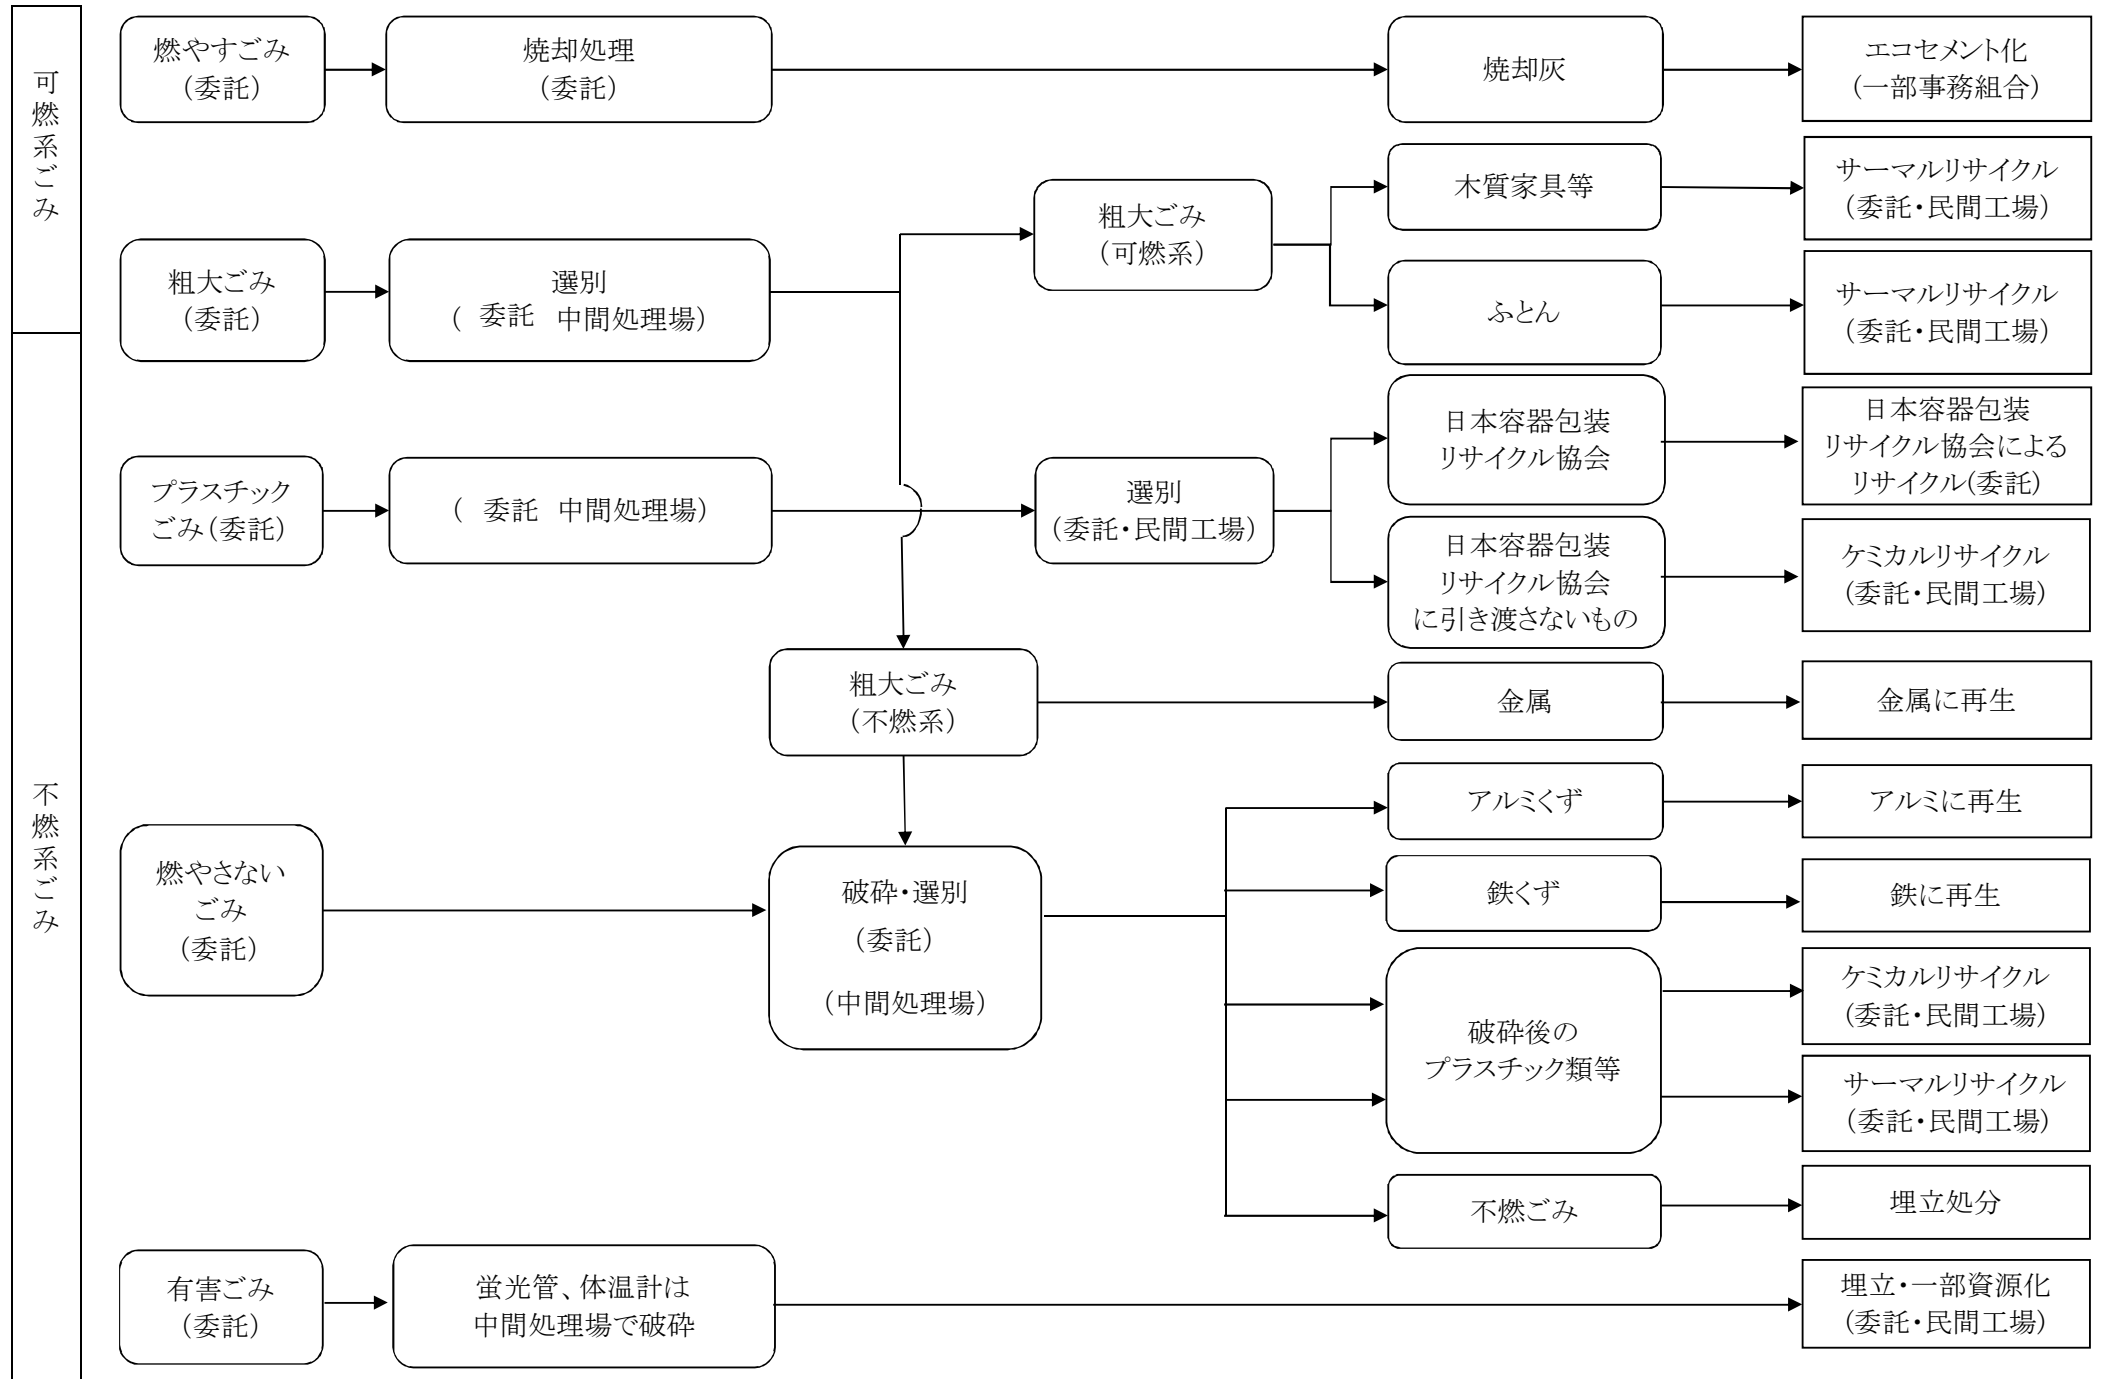 可燃系ごみ
燃やすごみ
（委託）
焼却処理
（委託）
焼却灰
エコセメント化
（一部事務組合）
粗大ごみ
（委託）
選別
（ 委託 中間処理場）
粗大ごみ
（可燃系）
木質家具等
サーマルリサイクル
（委託・民間工場）
ふとん
サーマルリサイクル
（委託・民間工場）
不燃系ごみ
プラスチック
ごみ（委託）
（ 委託 中間処理場）
選別
（委託・民間工場）
日本容器包装
リサイクル協会
日本容器包装
リサイクル協会による
リサイクル(委託）
日本容器包装
リサイクル協会
に引き渡さないもの
ケミカルリサイクル
（委託・民間工場）
粗大ごみ
（不燃系）
金属
金属に再生
燃やさない
ごみ
（委託）
破砕・選別
（委託）
（中間処理場）
アルミくず
アルミに再生
鉄くず
鉄に再生
破砕後の
プラスチック類等
ケミカルリサイクル
（委託・民間工場）
サーマルリサイクル
（委託・民間工場）
不燃ごみ
埋立処分
有害ごみ
（委託）
蛍光管、体温計は
中間処理場で破砕
埋立・一部資源化
（委託・民間工場）